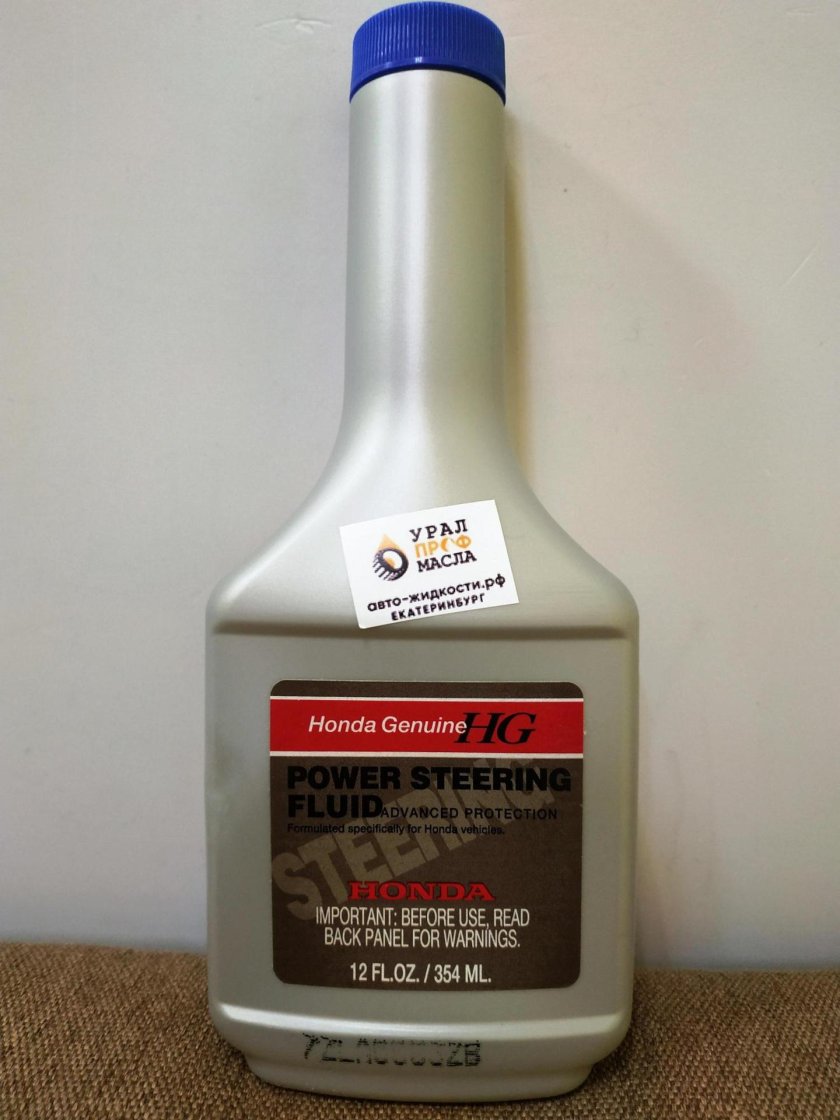 УРАЛ
ПРОФ
МАСЛА
авто-жидкости.рф
ЕКАТЕРИНБУРГ
Honda Genuine HG
POWER STEERING
FLUID ADVANCED PROTECTION
Formulated specifically for Honda vehicles.
STEERING
HONDA
IMPORTANT: BEFORE USE, READ
BACK PANEL FOR WARNINGS.
12 FL.OZ. / 354 ML.